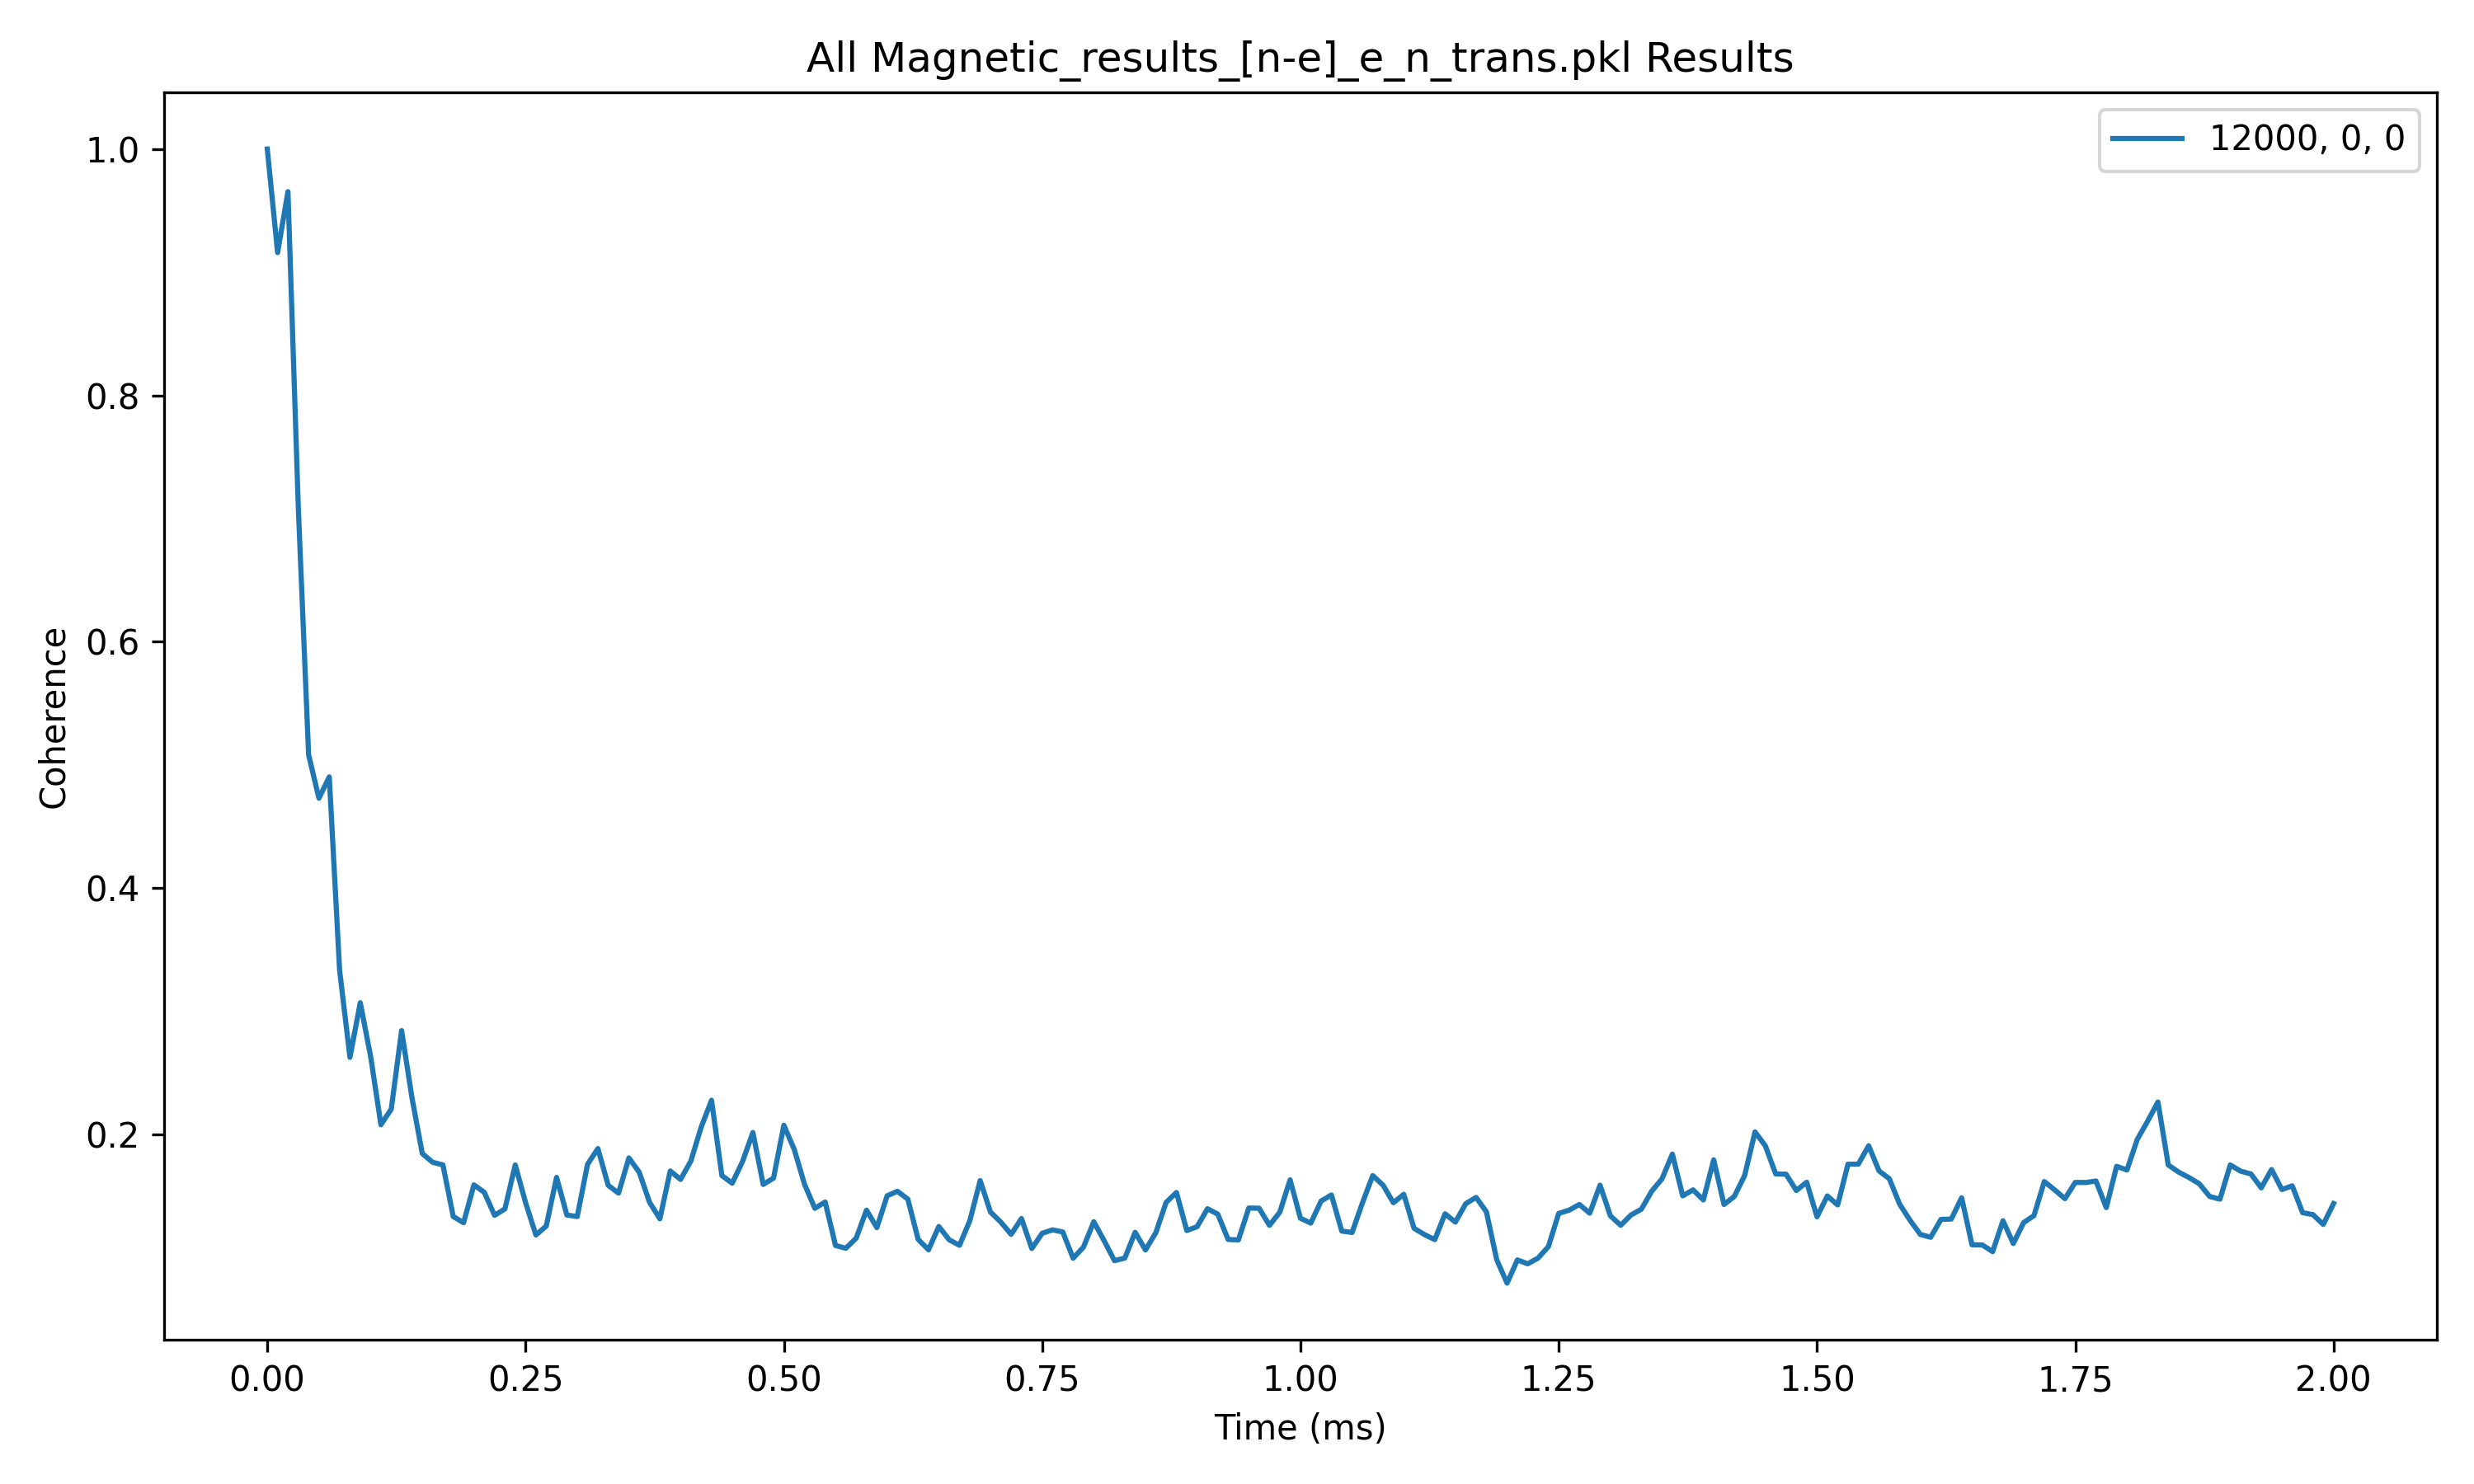 All Magnetic_results_[n-e]_e_n_trans.pkl Results
12000, 0, 0
1.0
0.8
0.6
0.4
0.2
Coherence
0.00 0.25 0.50 0.75 1.00 1.25 1.50 1.75 2.00
Time (ms)